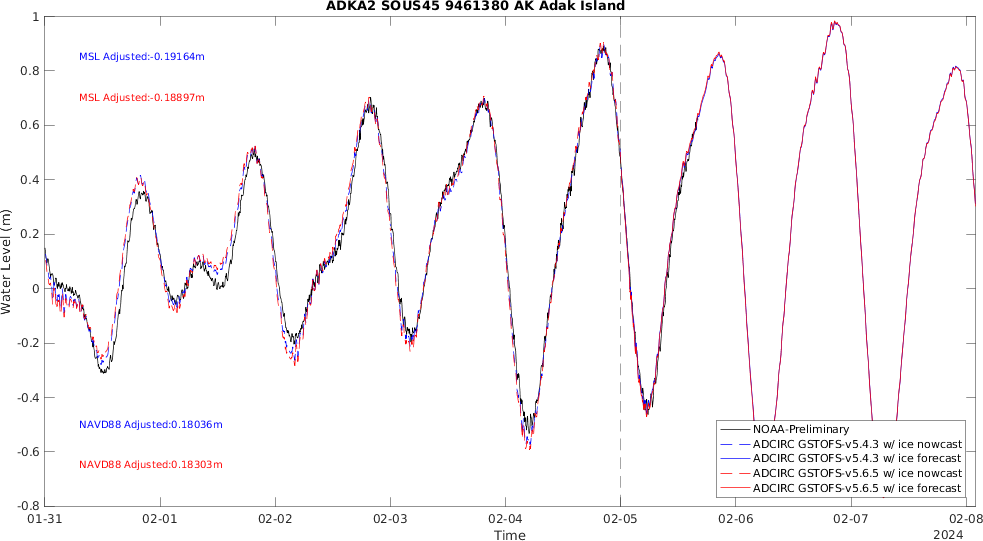 ADKA2 SOUS45 9461380 AK Adak Island
1
0.8
0.6
0.4
0.2
0
-0.2
-0.4
-0.6
-0.8
Water Level (m)
MSL Adjusted:-0.19164m
MSL Adjusted:-0.18897m
NAVD88 Adjusted:0.18036m
NAVD88 Adjusted:0.18303m
NOAA-Preliminary
ADCIRC GSTOFS-v5.4.3 w/ ice nowcast
ADCIRC GSTOFS-v5.4.3 w/ ice forecast
ADCIRC GSTOFS-v5.6.5 w/ ice nowcast
ADCIRC GSTOFS-v5.6.5 w/ ice forecast
01-31 02-01 02-02 02-03 02-04 02-05 02-06 02-07 02-08
Time
2024